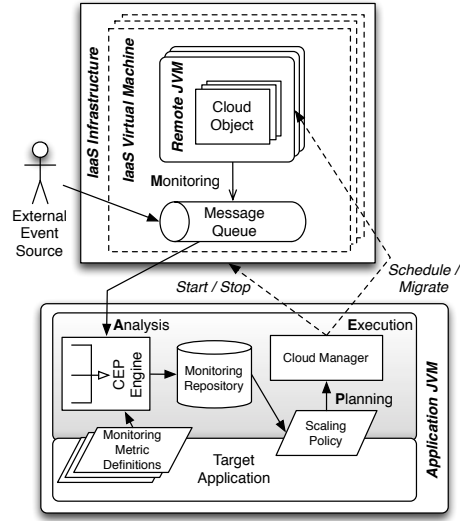 IaaS Infrastructure
IaaS Virtual Machine
Remote JVM
Cloud
Object
Monitoring
Message
Queue
External
Event
Source
Start / Stop
Schedule /
Migrate
Analysis
Execution
CEP
Engine
Monitoring
Repository
Cloud Manager
Planning
Scaling
Policy
Monitoring
Metric
Definitions
Target
Application
Application JVM